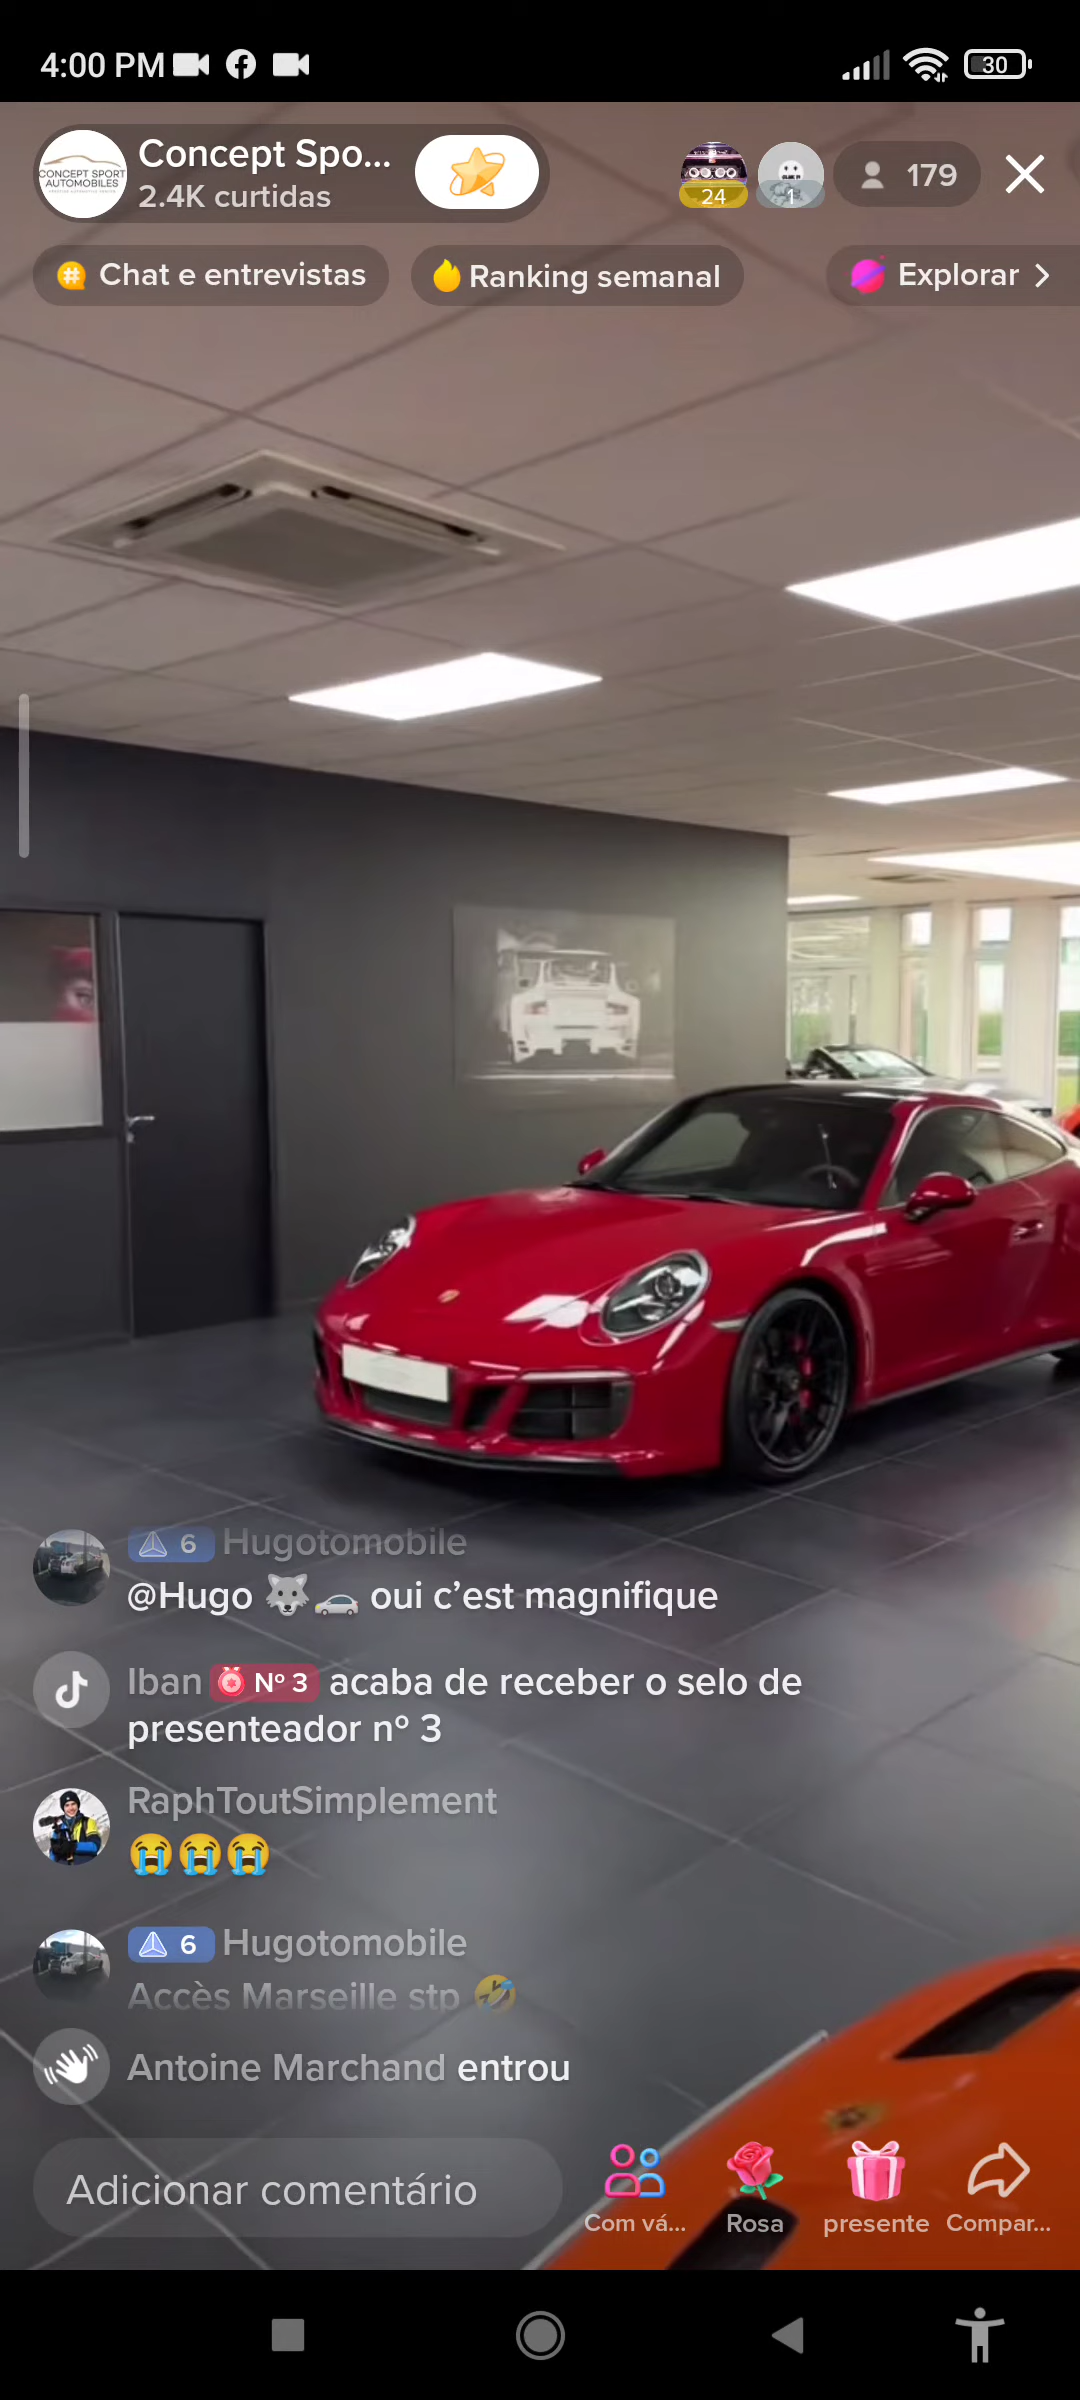 4:00 PM
30
CONCEPT SPORT
AUTOMOBILES
Concept Spo...
2.4K curtidas
24
1
179
Chat e entrevistas
Ranking semanal
Explorar
6 Hugotomobile
@Hugo 🐺🚗 oui c’est magnifique
Iban Nº 3 acaba de receber o selo de
presenteador nº 3
RaphToutSimplement
😭😭😭
6 Hugotomobile
Accès Marseille stp 🤣
Antoine Marchand entrou
Adicionar comentário
Com vá...
Rosa
presente
Compar...